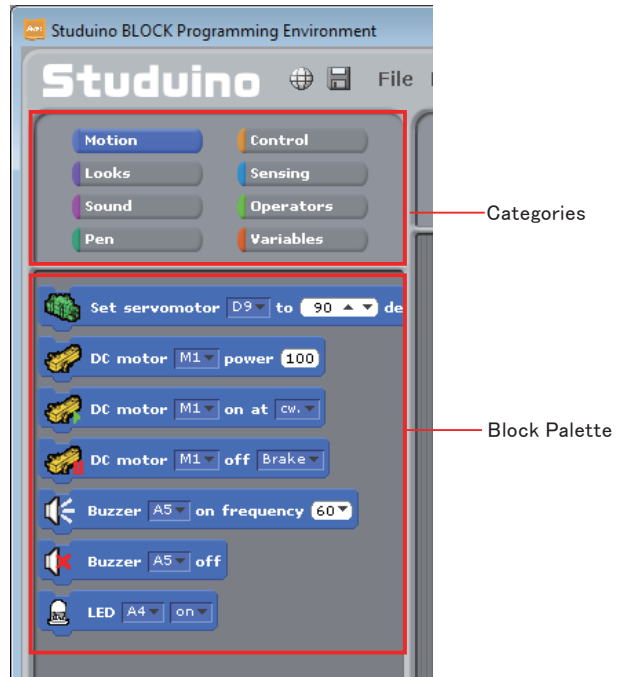 Studuino BLOCK Programming Environment
Studuino File
Motion Control
Looks Sensing
Sound Operators
Pen Variables
Categories
Set servomotor D9 to 90 de
DC motor M1 power 100
DC motor M1 on at cw.
Block Palette
DC motor M1 off Brake
Buzzer A5 on frequency 60
Buzzer A5 off
LED A4 on